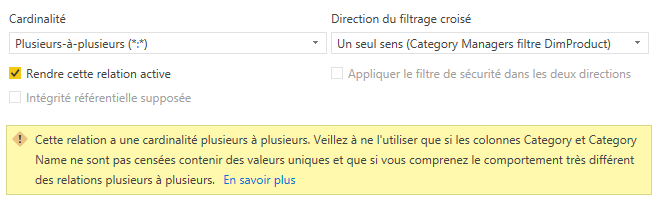 Cardinalité
Direction du filtrage croisé
Plusieurs-à-plusieurs (*:*)
Un seul sens (Category Managers filtre DimProduct)
Rendre cette relation active
Appliquer le filtre de sécurité dans les deux directions
Intégrité référentielle supposée
Cette relation a une cardinalité plusieurs à plusieurs. Veillez à ne l'utiliser que si les colonnes Category et Category
Name ne sont pas censées contenir des valeurs uniques et que si vous comprenez le comportement très différent
des relations plusieurs à plusieurs. En savoir plus